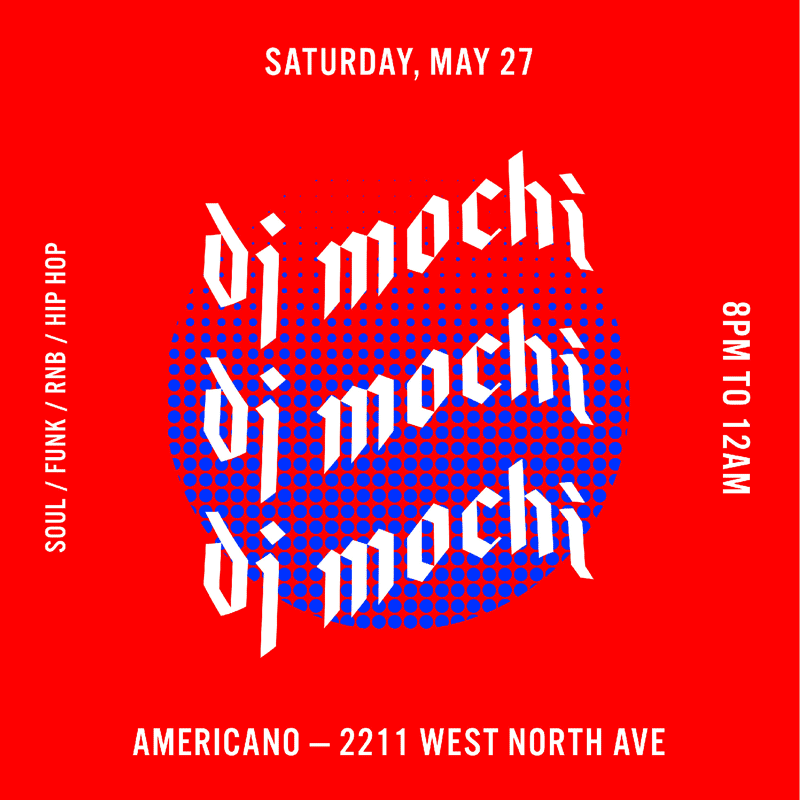 SATURDAY, MAY 27
dj mochi
dj mochi
dj mochi
SOUL / FUNK / RNB / HIP HOP
8PM TO 12AM
AMERICANO – 2211 WEST NORTH AVE